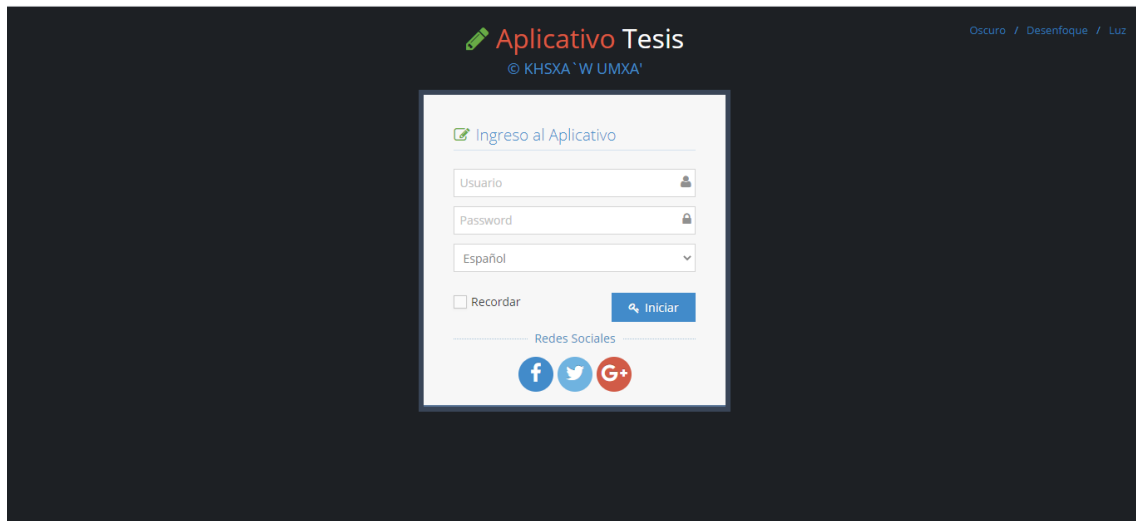 Aplicativo Tesis
© KHSXA`W UMXA'
Oscuro / Desenfoque / Luz
Ingreso al Aplicativo
Usuario
Password
Español
Recordar
Iniciar
Redes Sociales
f
G+